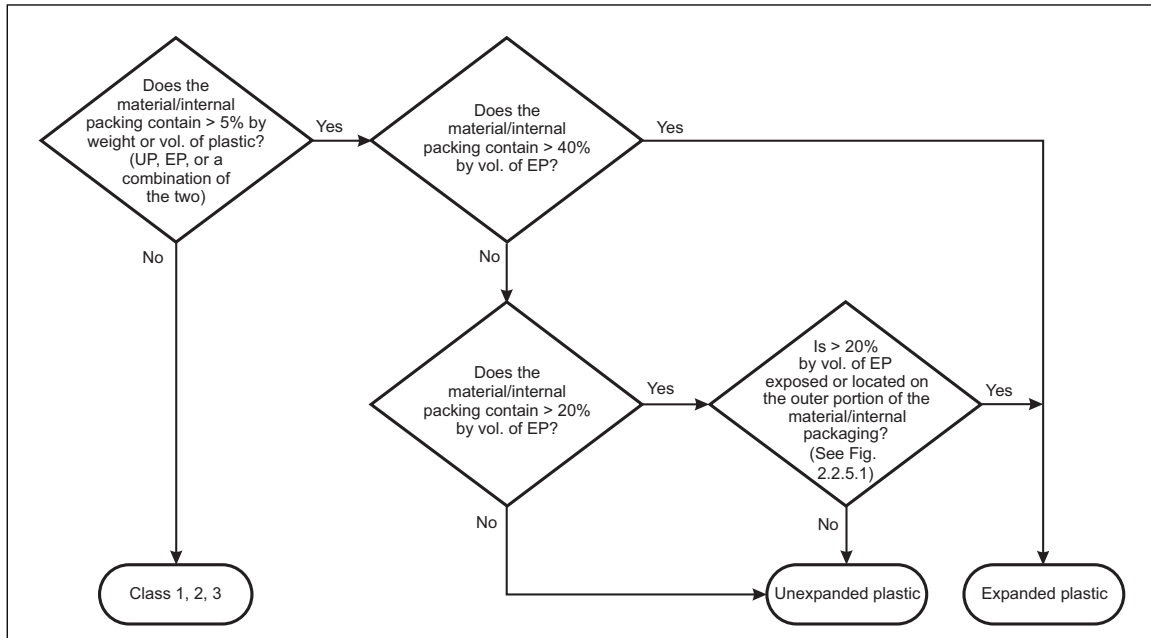 Does the
material/internal
packing contain > 5% by
weight or vol. of plastic?
(UP, EP, or a
combination of
the two)
Yes
Does the
material/internal
packing contain > 40%
by vol. of EP?
Yes
No
No
Does the
material/internal
packing contain > 20%
by vol. of EP?
Yes
Is > 20%
by vol. of EP
exposed or located on
the outer portion of the
material/internal
packaging?
(See Fig.
2.2.5.1)
Yes
No
No
Class 1, 2, 3
Unexpanded plastic
Expanded plastic